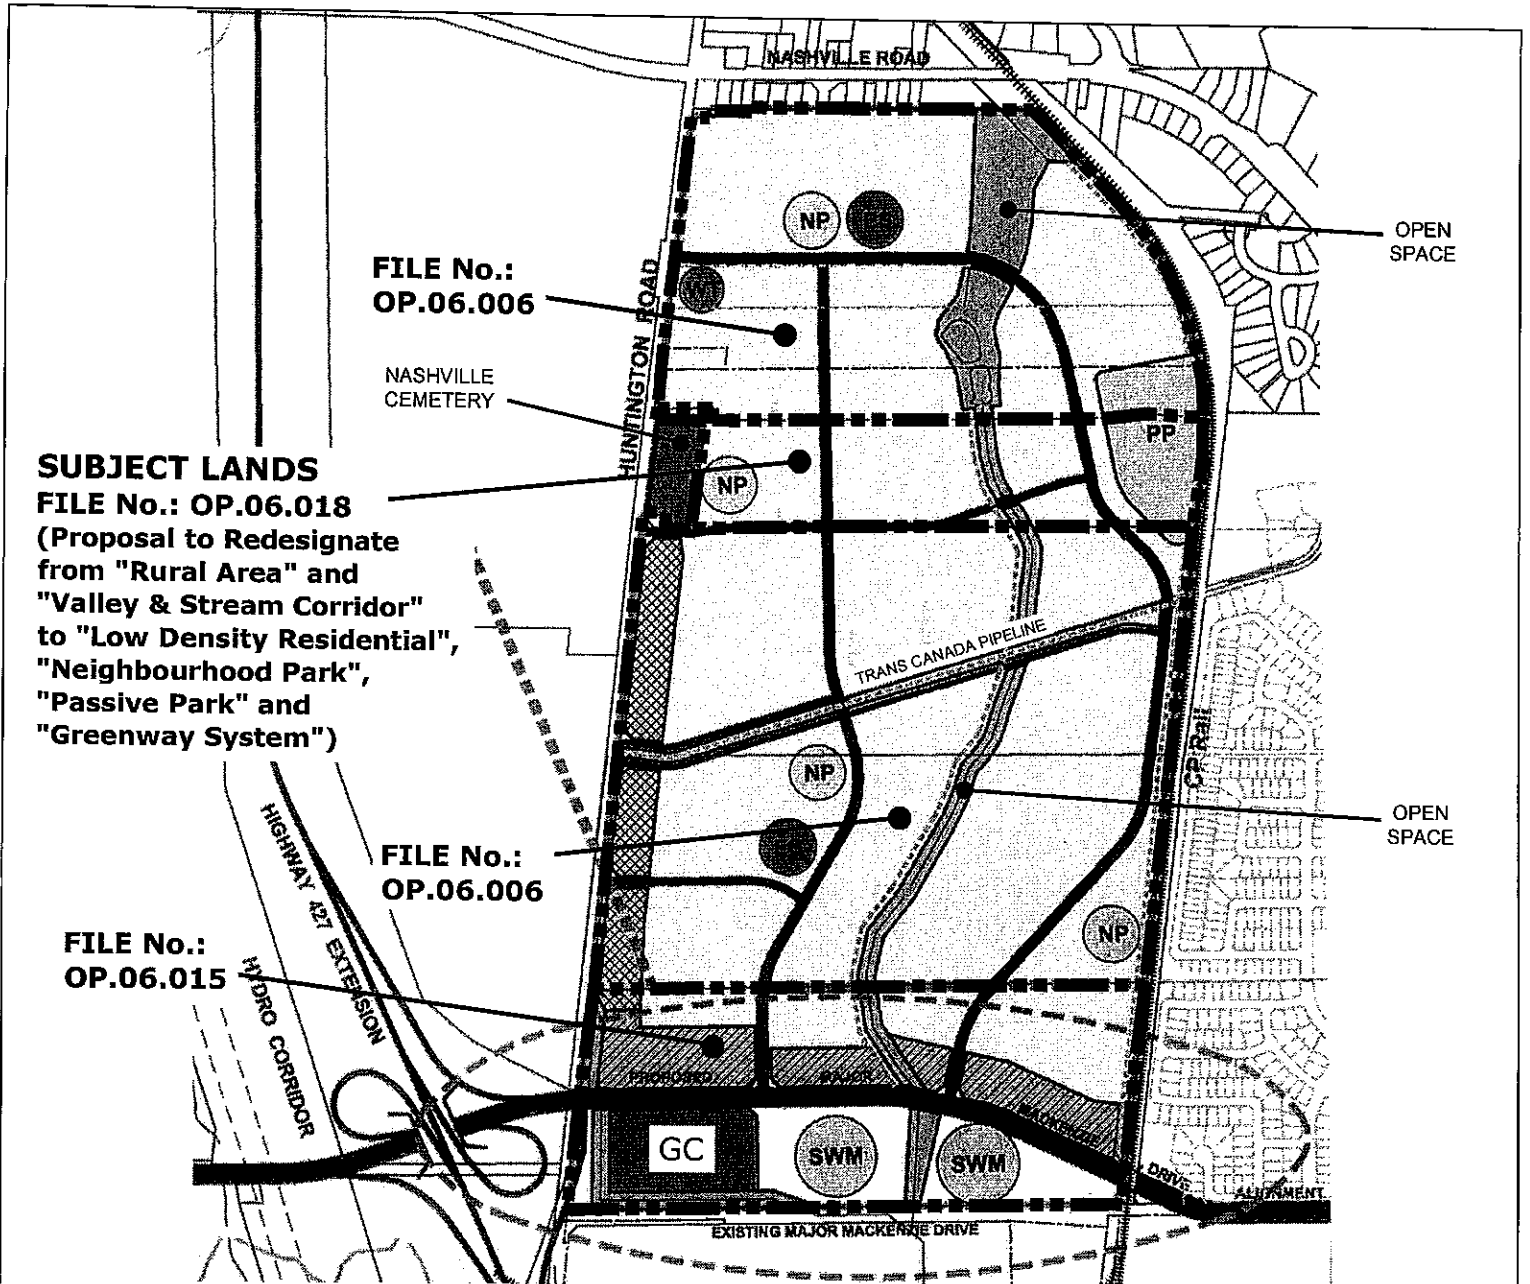 NASHVILLE ROAD
NP
OPEN
SPACE
FILE No.:
OP.06.006
WT
HUNTINGTON ROAD
NASHVILLE
CEMETERY
PP
SUBJECT LANDS
FILE No.: OP.06.018
(Proposal to Redesignate
from "Rural Area" and
"Valley & Stream Corridor"
to "Low Density Residential",
"Neighbourhood Park",
"Passive Park" and
"Greenway System")
NP
TRANS CANADA PIPELINE
CP Rail
NP
OPEN
SPACE
FILE No.:
OP.06.006
HIGHWAY 427 EXTENSION
NP
FILE No.:
OP.06.015
HYDRO CORRIDOR
PROPOSED MAJOR MACKENZIE DRIVE ALIGNMENT
GC
SWM
SWM
EXISTING MAJOR MACKENZIE DRIVE